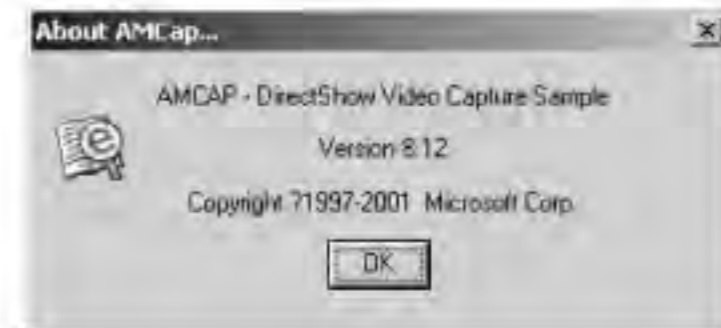 About AMCap...
AMCAP - DirectShow Video Capture Sample
Version 8.12
Copyright ?1997-2001 Microsoft Corp.
OK